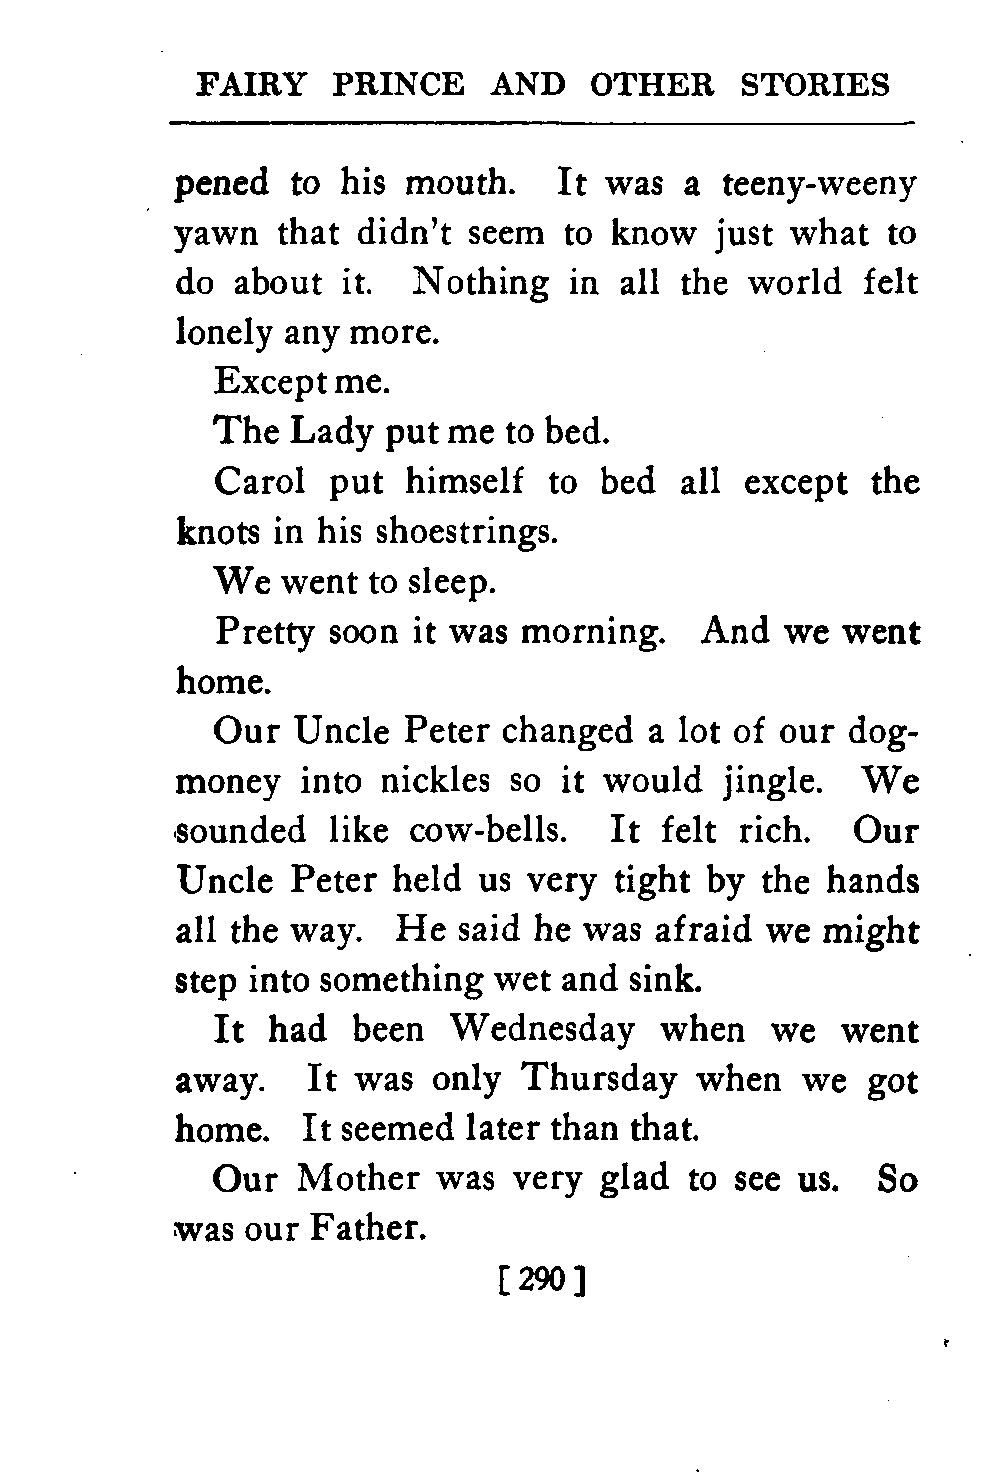 FAIRY PRINCE AND OTHER STORIES
pened to his mouth. It was a teeny-weeny
yawn that didn't seem to know just what to
do about it. Nothing in all the world felt
lonely any more.
Except me.
The Lady put me to bed.
Carol put himself to bed all except the
knots in his shoestrings.
We went to sleep.
Pretty soon it was morning. And we went
home.
Our Uncle Peter changed a lot of our dog-
money into nickles so it would jingle. We
sounded like cow-bells. It felt rich. Our
Uncle Peter held us very tight by the hands
all the way. He said he was afraid we might
step into something wet and sink.
It had been Wednesday when we went
away. It was only Thursday when we got
home. It seemed later than that.
Our Mother was very glad to see us. So
was our Father.
[ 290 ]